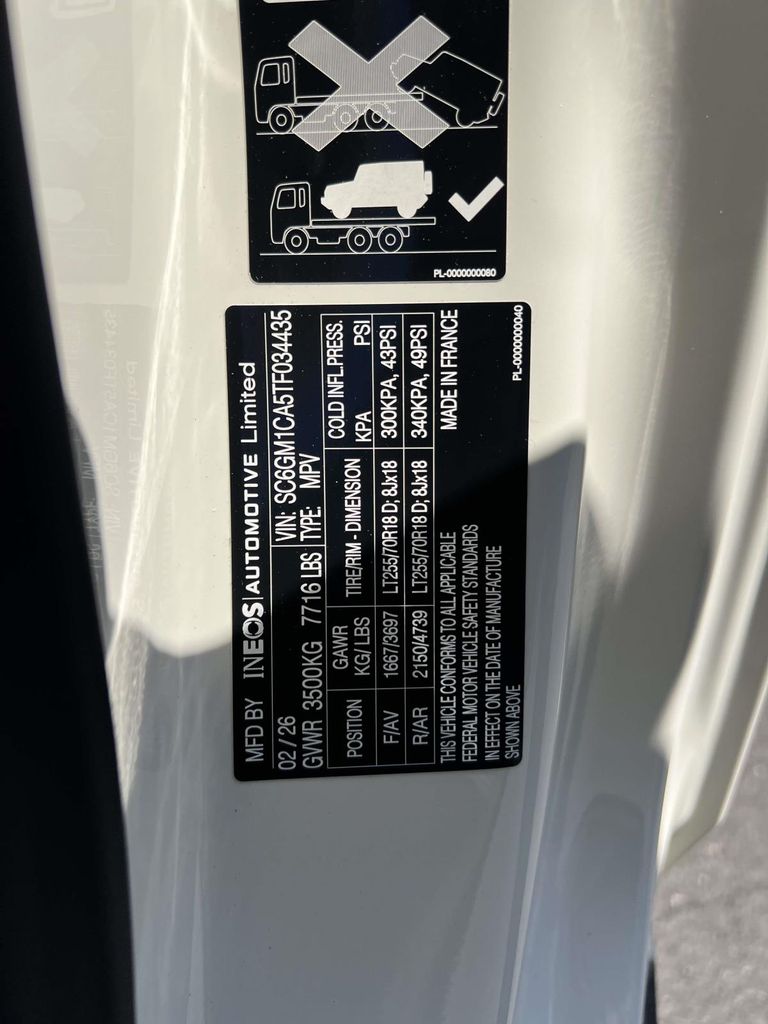 PL-0000000080
MFD BY INEOS AUTOMOTIVE Limited
02 / 26 VIN: SC6GM1CA5TF034435
GVWR 3500KG 7716 LBS TYPE: MPV
POSITION GAWR KG/ LBS TIRE/RIM - DIMENSION COLD INFL.PRESS. KPA PSI
F/AV 1667/3697 LT255/70R18 D; 8Jx18 300KPA, 43PSI
R/AR 2150/4739 LT255/70R18 D; 8Jx18 340KPA, 49PSI
THIS VEHICLE CONFORMS TO ALL APPLICABLE MADE IN FRANCE
FEDERAL MOTOR VEHICLE SAFETY STANDARDS
IN EFFECT ON THE DATE OF MANUFACTURE
SHOWN ABOVE
PL-0000000040